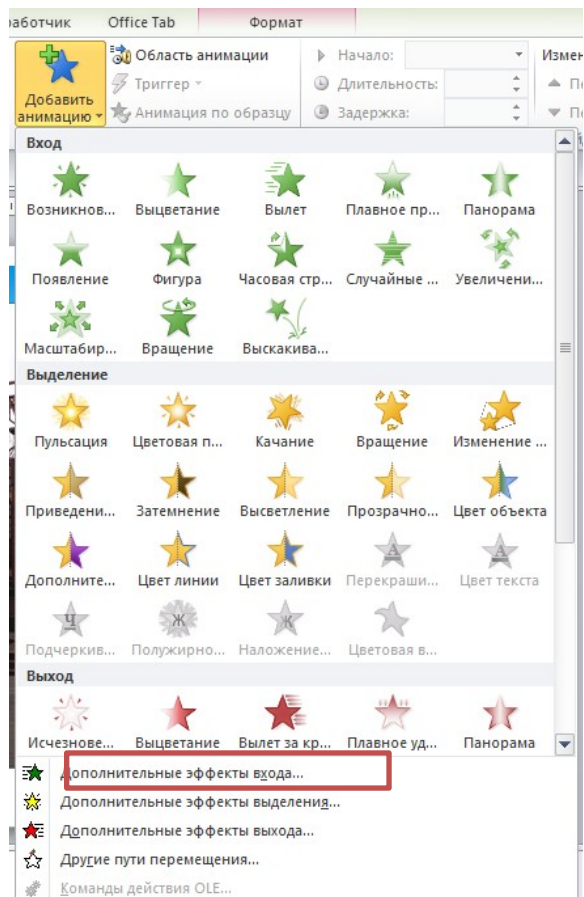 работчик Office Tab Формат
Область анимации Начало: Измен
Триггер Длительность:
Добавить
анимацию Анимация по образцу Задержка:
Вход
Возникнов... Выцветание Вылет Плавное пр... Панорама
Появление Фигура Часовая стр... Случайные ... Увеличени...
Масштабир... Вращение Выскакива...
Выделение
Пульсация Цветовая п... Качание Вращение Изменение ...
Приведени... Затемнение Высветление Прозрачно... Цвет объекта
Дополните... Цвет линии Цвет заливки Перекраши... Цвет текста
Подчеркив... Полужирно... Наложение... Цветовая в...
Выход
Исчезнове... Выцветание Вылет за кр... Плавное уд... Панорама
Дополнительные эффекты входа...
Дополнительные эффекты выделения...
Дополнительные эффекты выхода...
Другие пути перемещения...
Команды действия OLE...